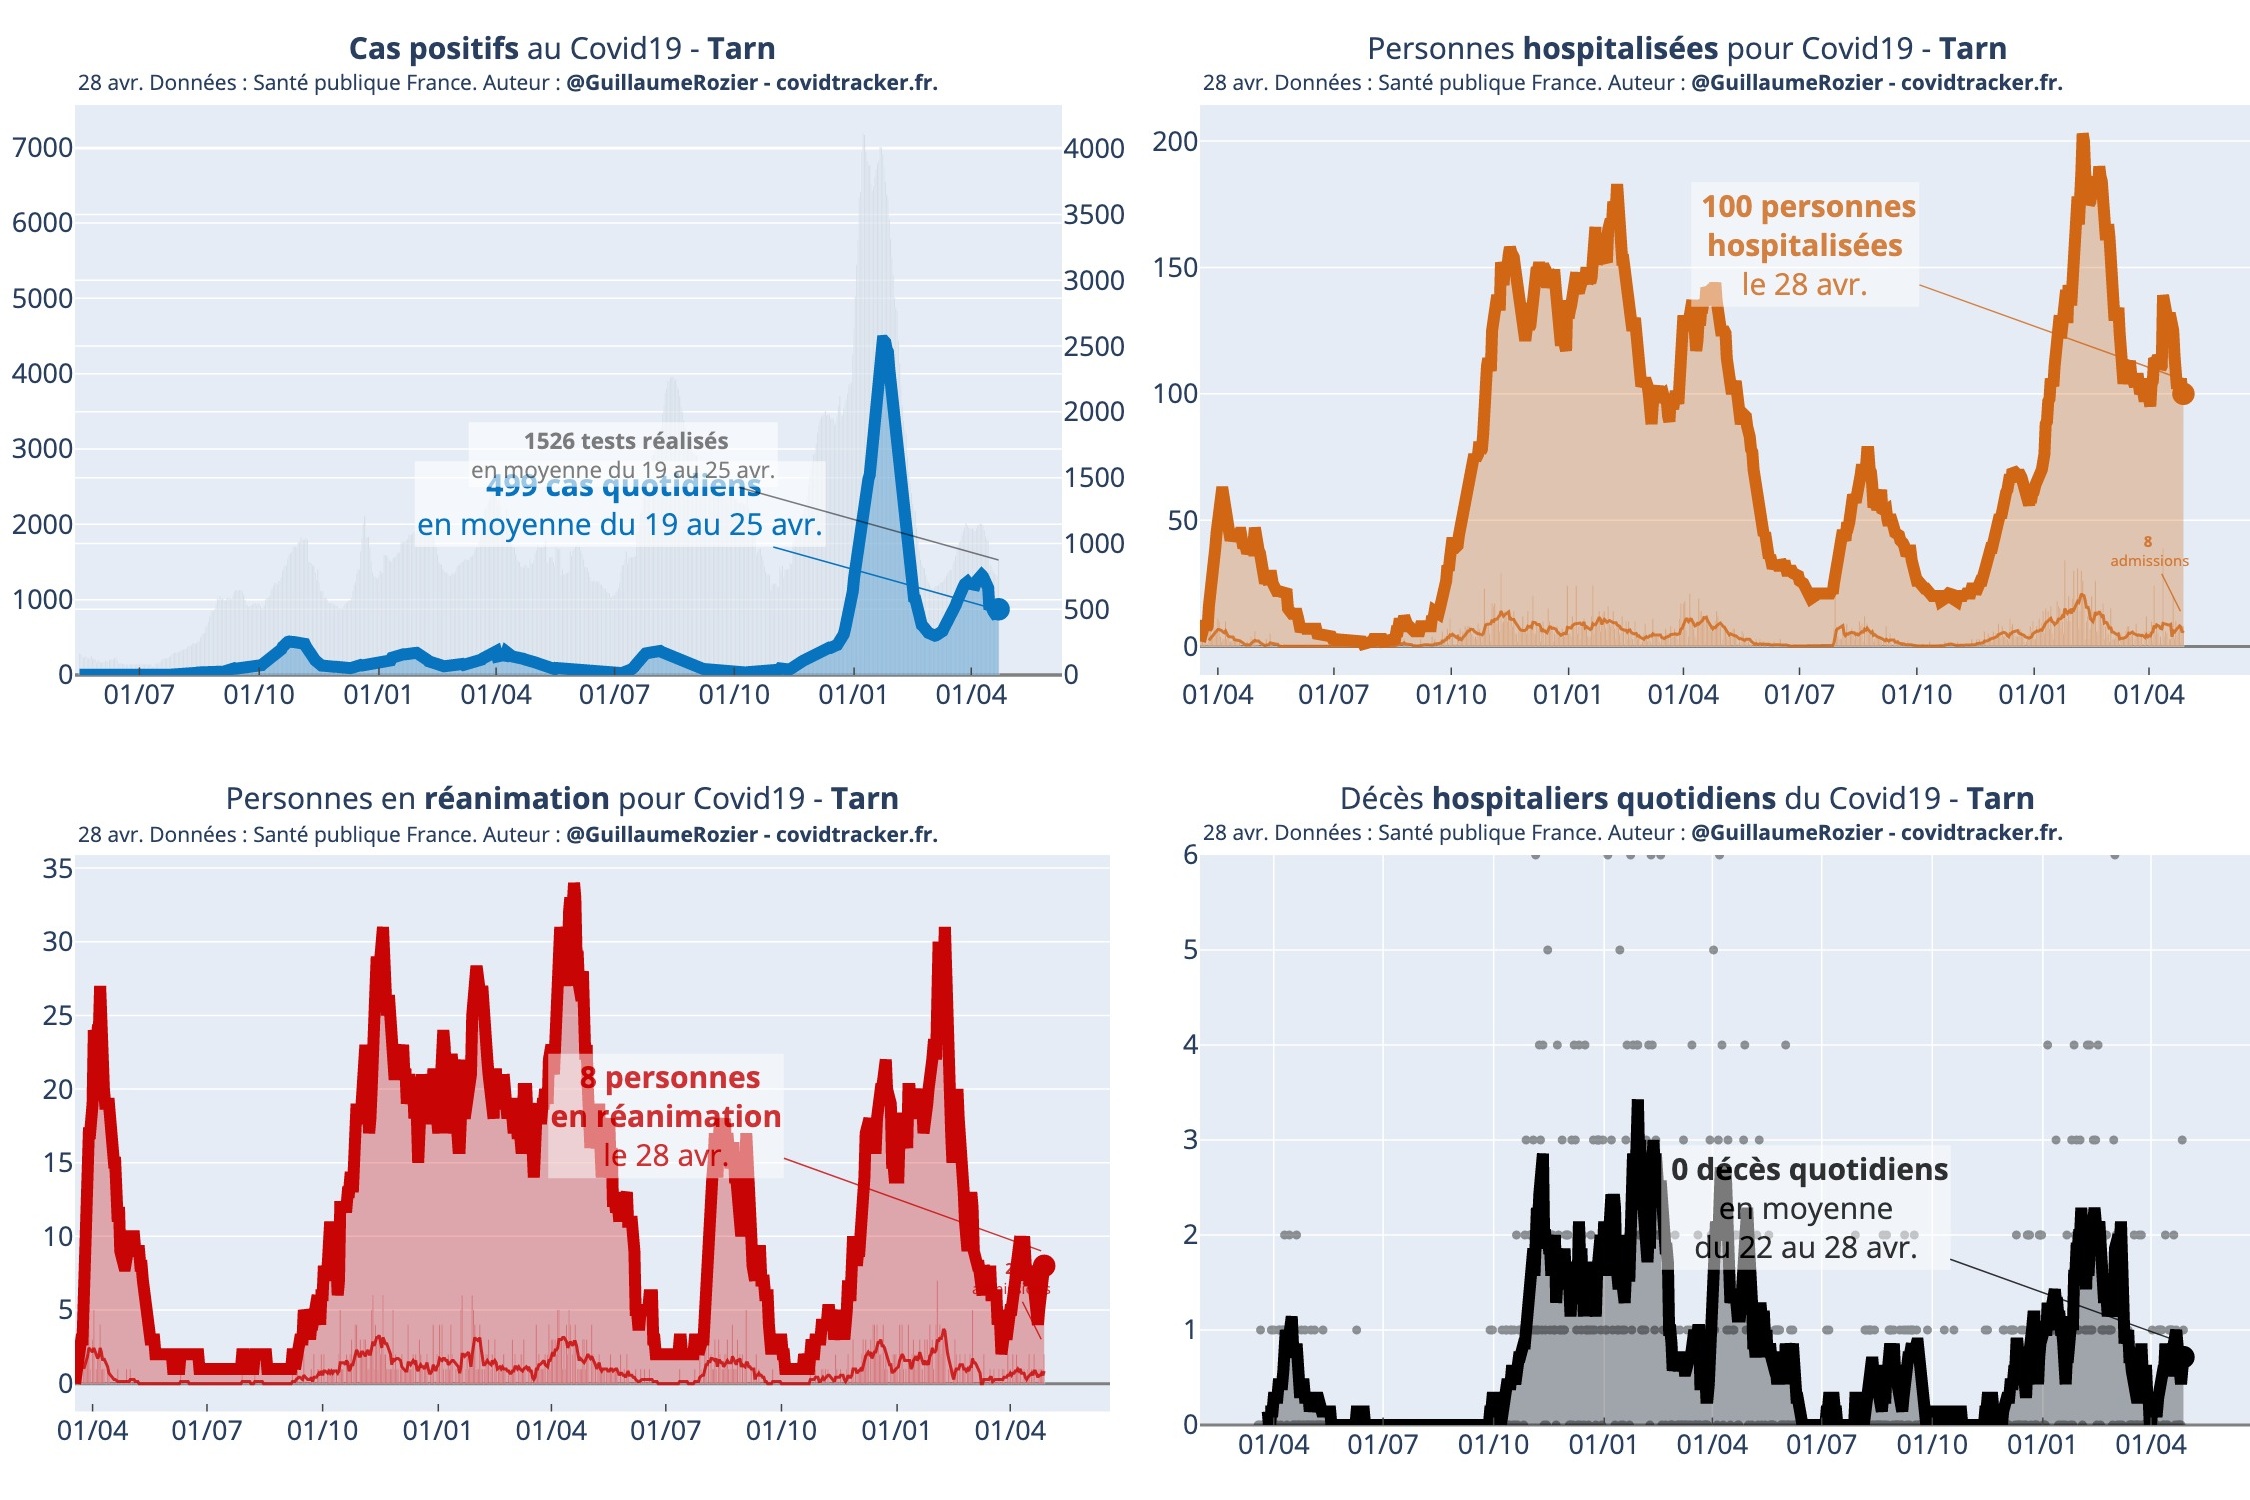 Cas positifs au Covid19 - Tarn
28 avr. Données : Santé publique France. Auteur : @GuillaumeRozier - covidtracker.fr.
7000
6000
5000
4000
3000
2000
1000
0
4000
3500
3000
2500
2000
1500
1000
500
0
1526 tests réalisés
en moyenne du 19 au 25 avr.
499 cas quotidiens
en moyenne du 19 au 25 avr.
01/07 01/10 01/01 01/04 01/07 01/10 01/01 01/04
Personnes hospitalisées pour Covid19 - Tarn
28 avr. Données : Santé publique France. Auteur : @GuillaumeRozier - covidtracker.fr.
200
150
100
50
0
100 personnes
hospitalisées
le 28 avr.
8
admissions
01/04 01/07 01/10 01/01 01/04 01/07 01/10 01/01 01/04
Personnes en réanimation pour Covid19 - Tarn
28 avr. Données : Santé publique France. Auteur : @GuillaumeRozier - covidtracker.fr.
35
30
25
20
15
10
5
0
8 personnes
en réanimation
le 28 avr.
01/04 01/07 01/10 01/01 01/04 01/07 01/10 01/01 01/04
Décès hospitaliers quotidiens du Covid19 - Tarn
28 avr. Données : Santé publique France. Auteur : @GuillaumeRozier - covidtracker.fr.
6
5
4
3
2
1
0
0 décès quotidiens
en moyenne
du 22 au 28 avr.
01/04 01/07 01/10 01/01 01/04 01/07 01/10 01/01 01/04